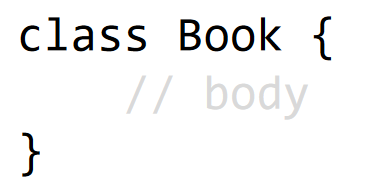 class Book {
    // body
}